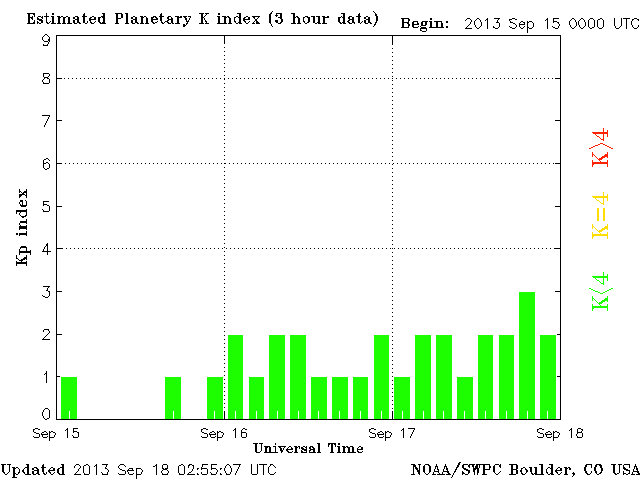 Estimated Planetary K index (3 hour data) Begin: 2013 Sep 15 0000 UTC
9
8
7
6
5
4
3
2
1
0
Kp index
K>4
K=4
K<4
Sep 15 Sep 16 Sep 17 Sep 18
Universal Time
Updated 2013 Sep 18 02:55:07 UTC NOAA/SWPC Boulder, CO USA